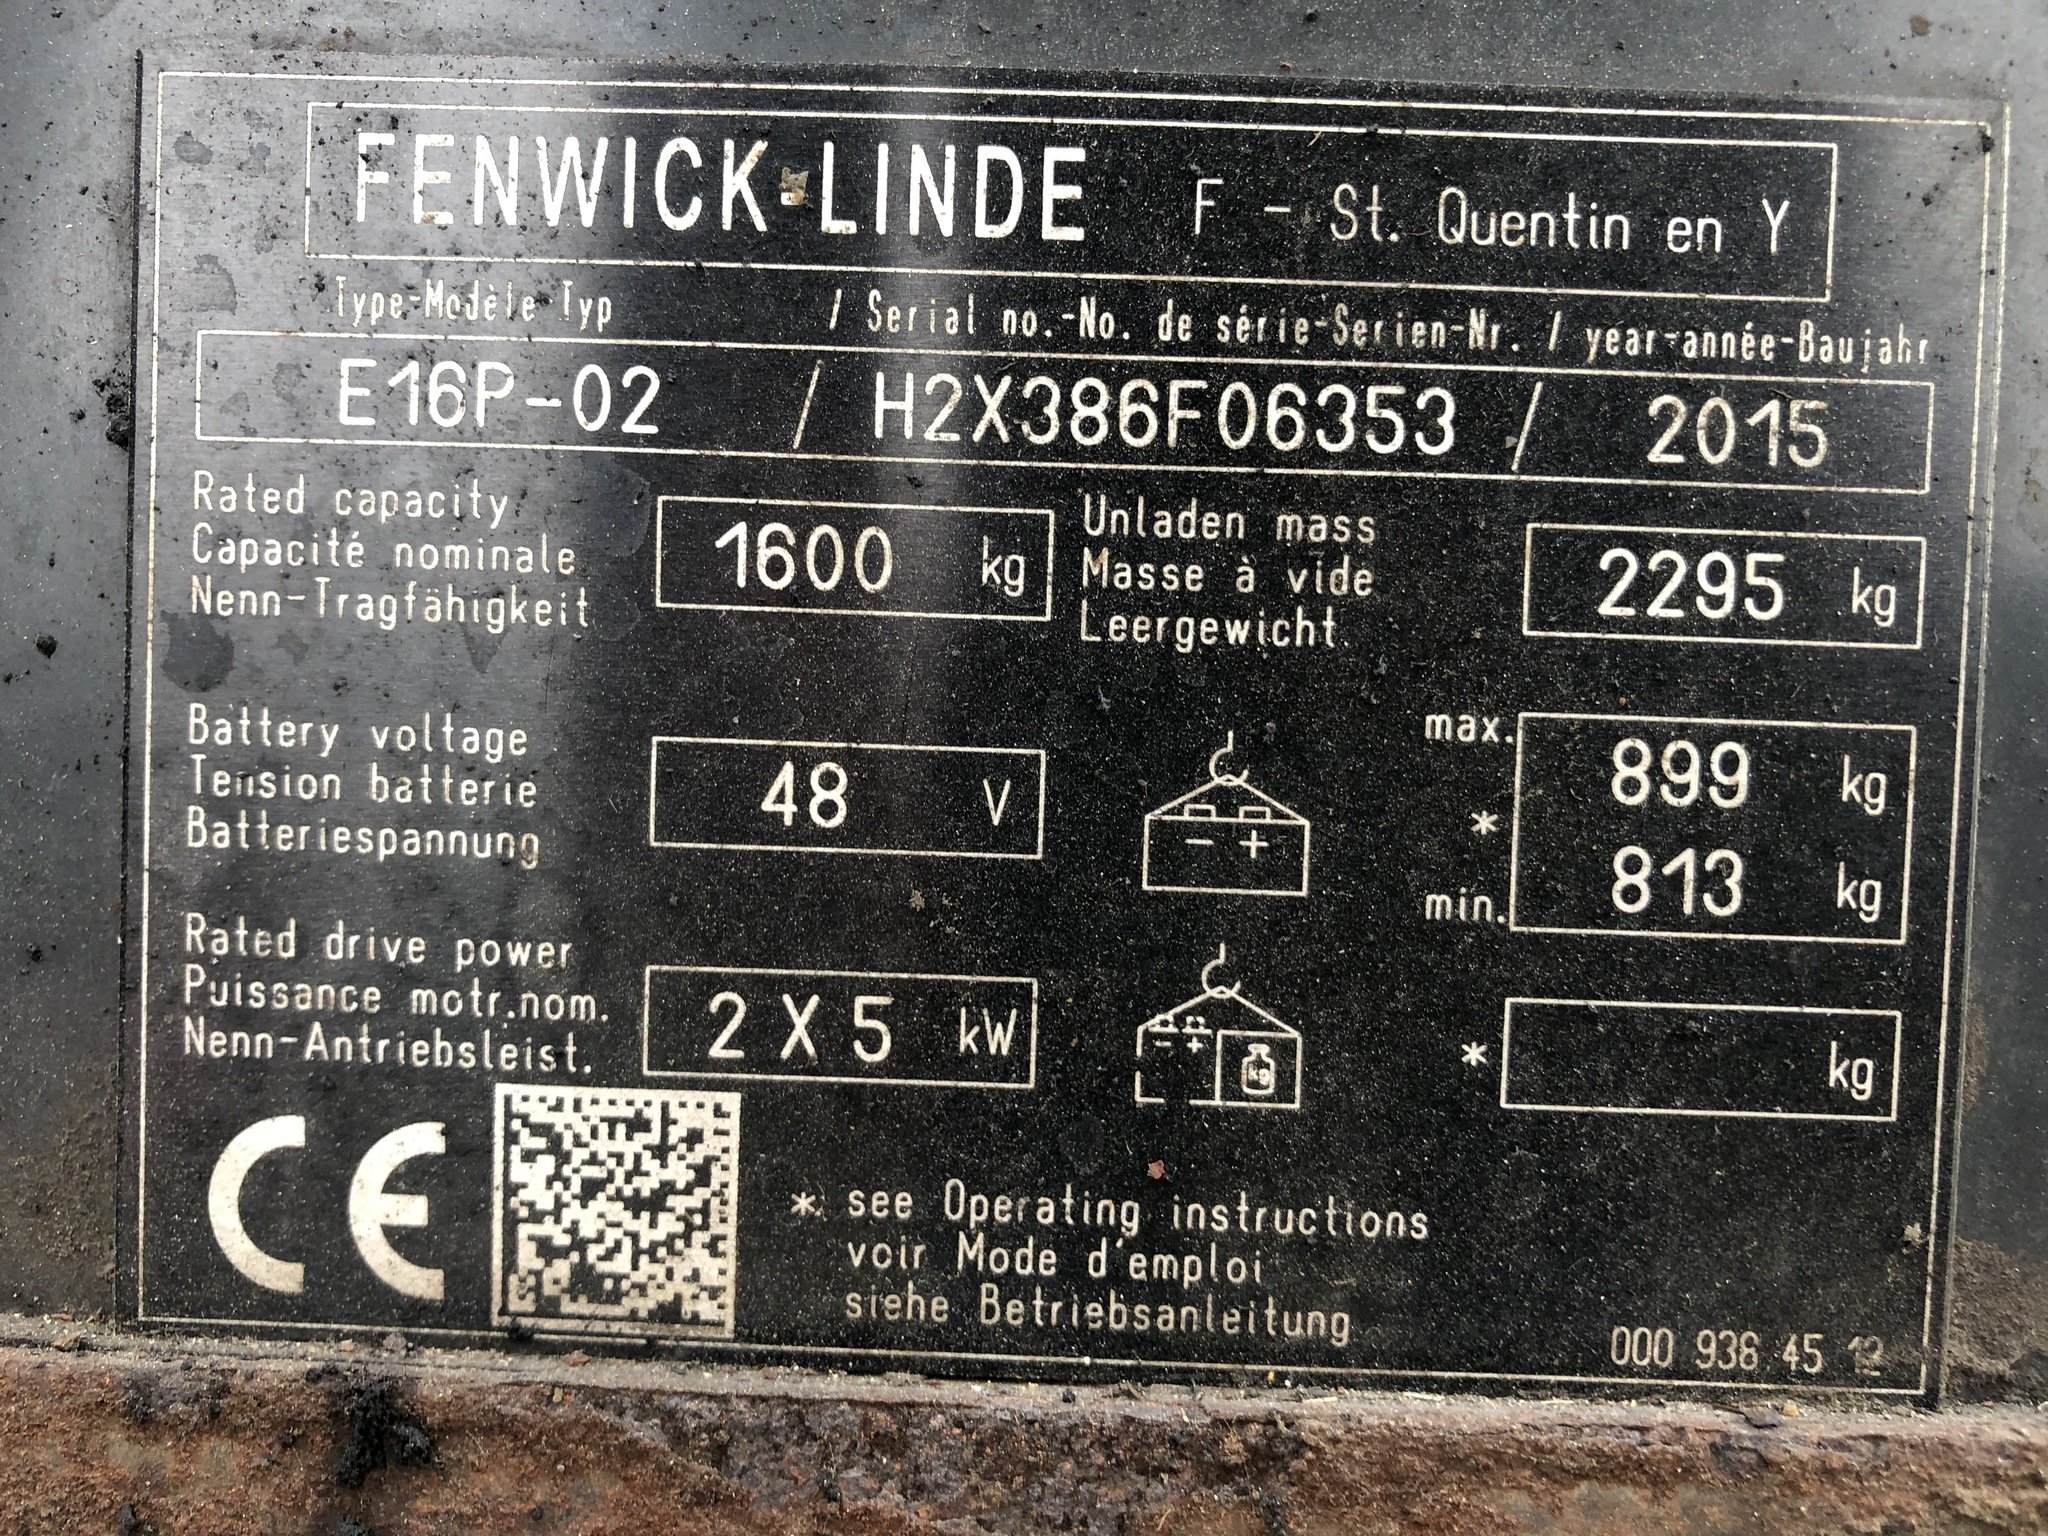 FENWICK-LINDE F - St. Quentin en Y
Type-Modèle-Typ / Serial no.-No. de série-Serien-Nr. / year-année-Baujahr
E16P-02 / H2X386F06353 / 2015
Rated capacity
Capacité nominale
Nenn-Tragfähigkeit
1600 kg
Unladen mass
Masse à vide
Leergewicht
2295 kg
Battery voltage
Tension batterie
Batteriespannung
48 V
- +
max. 899 kg
*
min. 813 kg
Rated drive power
Puissance motr.nom.
Nenn-Antriebsleist.
2 X 5 kW
- + kg
* kg
CE
* see Operating instructions
voir Mode d'emploi
siehe Betriebsanleitung
000 936 45 12